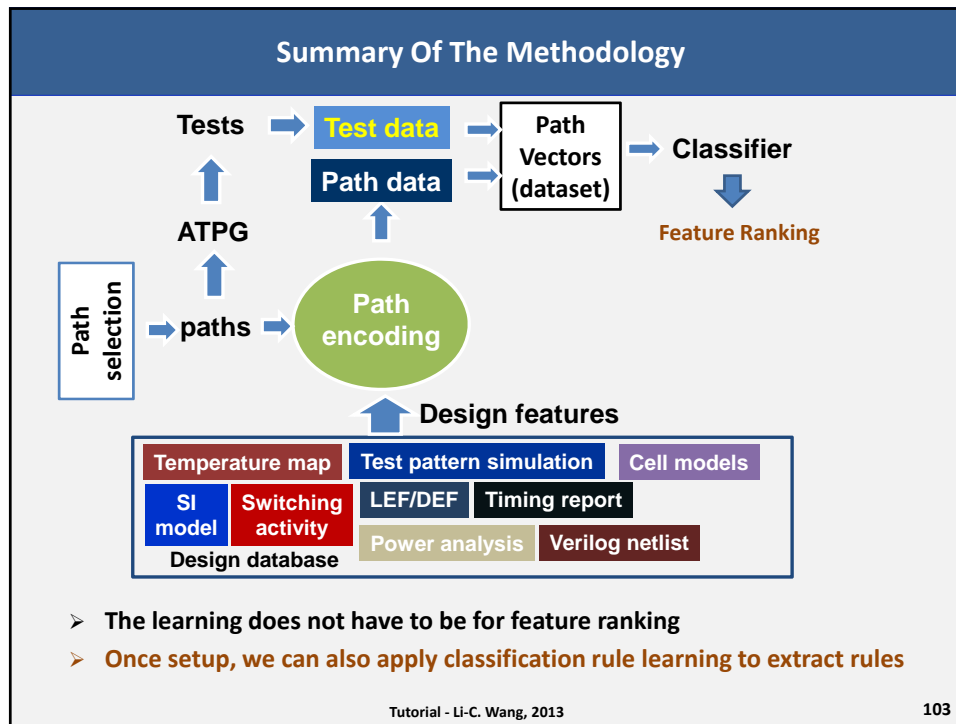 Summary Of The Methodology
Tests
Test data
Path data
Path
Vectors
(dataset)
Classifier
Feature Ranking
ATPG
Path
selection
paths
Path
encoding
Design features
Temperature map
Test pattern simulation
Cell models
SI
model
Switching
activity
LEF/DEF
Timing report
Power analysis
Verilog netlist
Design database
➢ The learning does not have to be for feature ranking
➢ Once setup, we can also apply classification rule learning to extract rules
Tutorial - Li-C. Wang, 2013
103